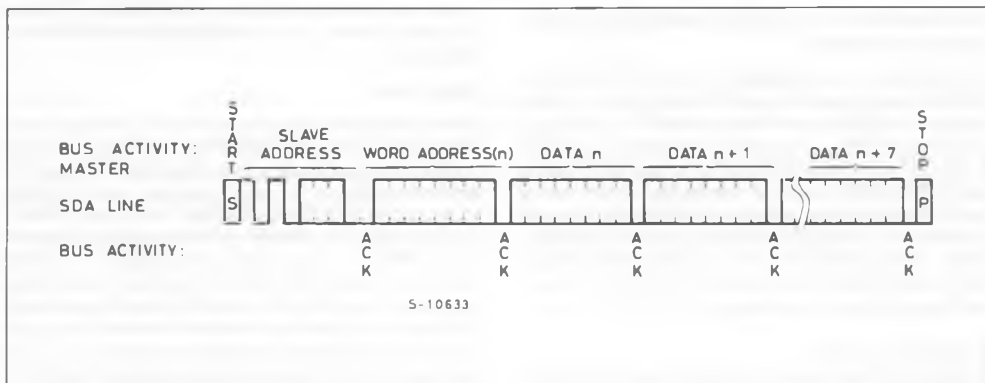 START
STOP
BUS ACTIVITY: MASTER
SLAVE ADDRESS
WORD ADDRESS(n)
DATA n
DATA n + 1
DATA n + 7
SDA LINE
S
P
BUS ACTIVITY:
ACK
ACK
ACK
ACK
ACK
S-10633